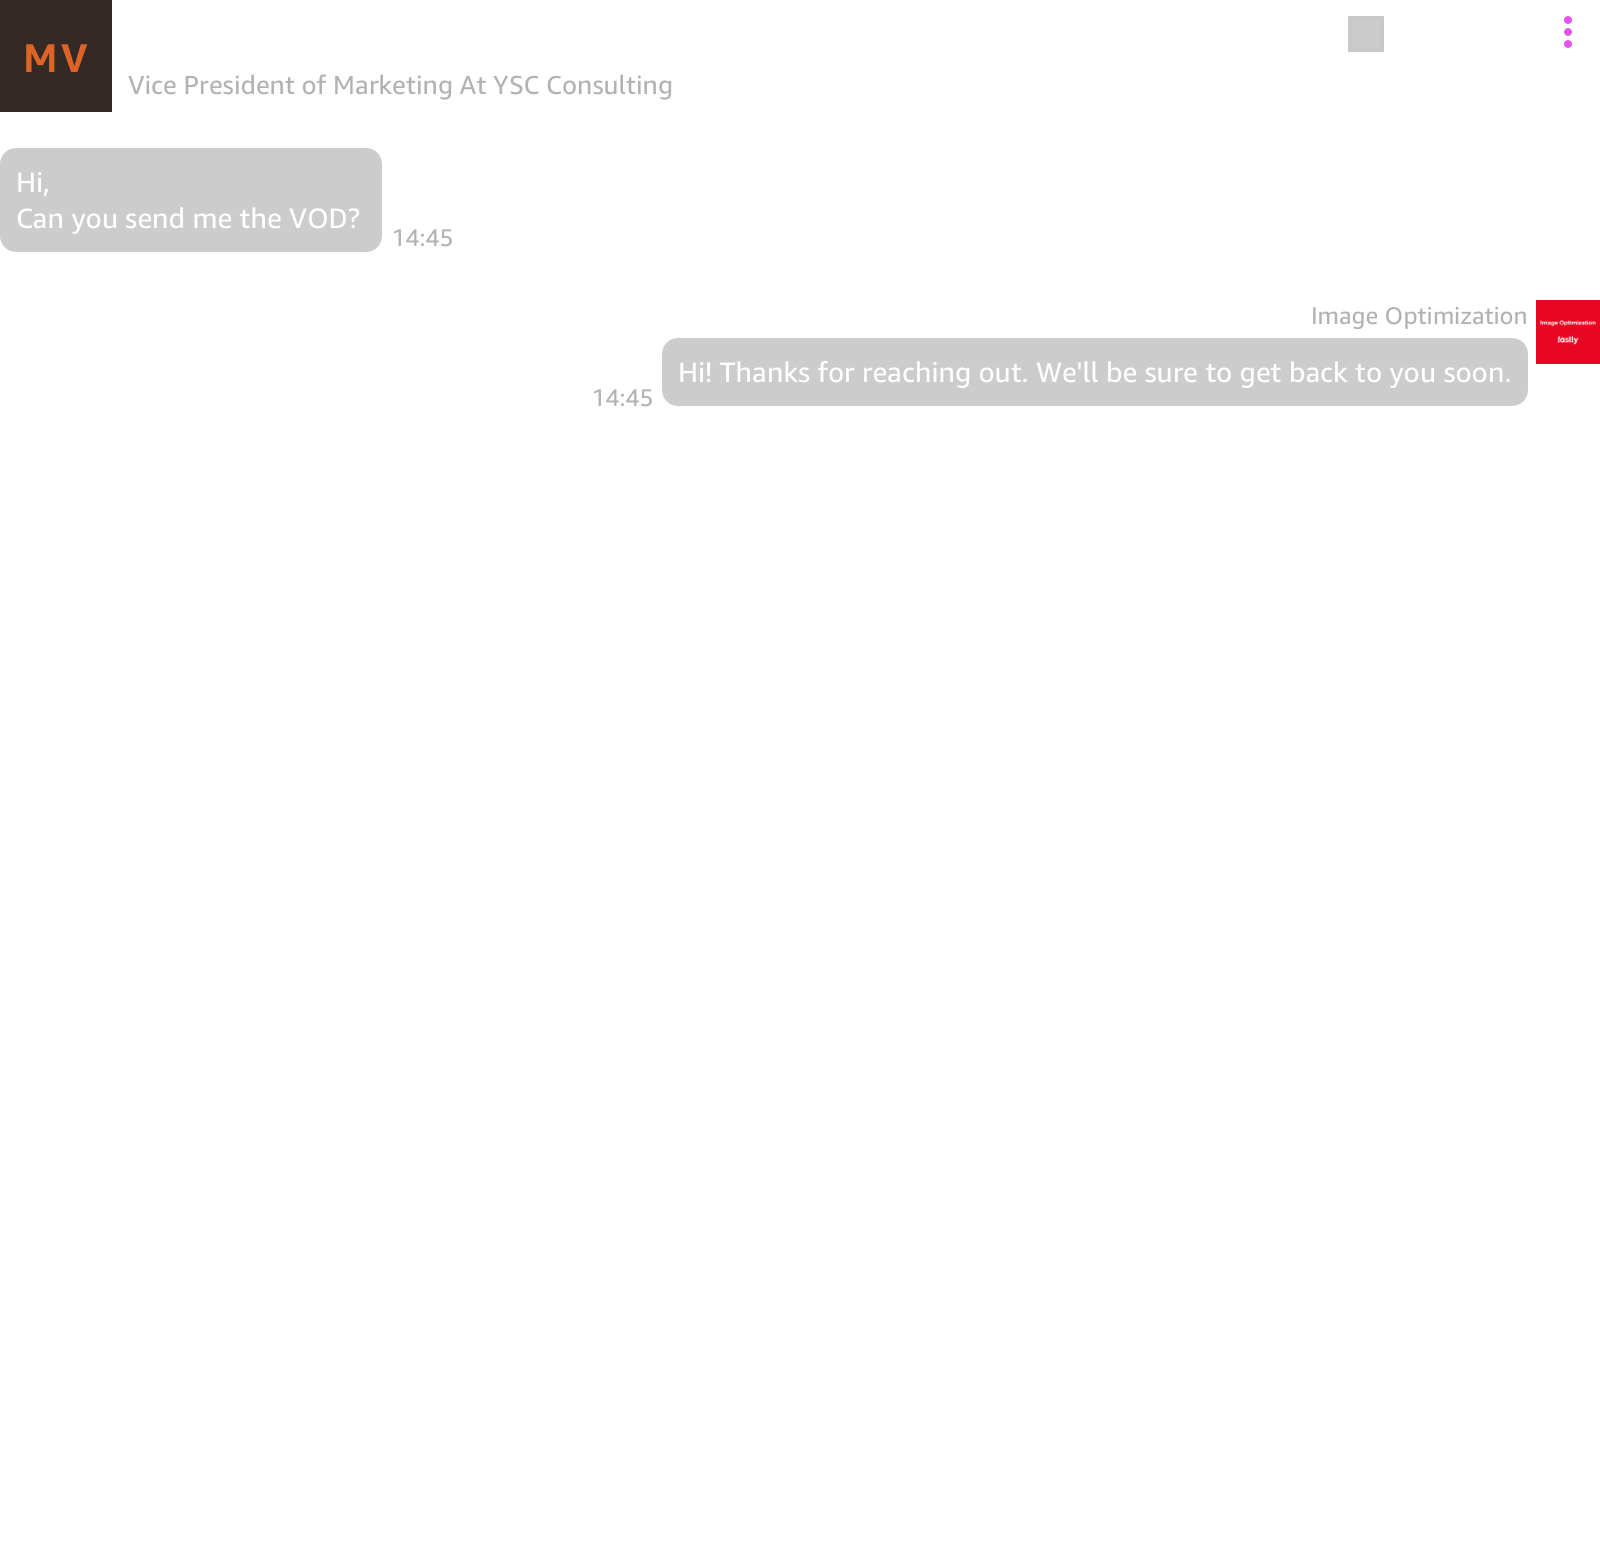 MV
Vice President of Marketing At YSC Consulting
Hi,
Can you send me the VOD?
14:45
Image Optimization
Image Optimization
fastly
Hi! Thanks for reaching out. We'll be sure to get back to you soon.
14:45